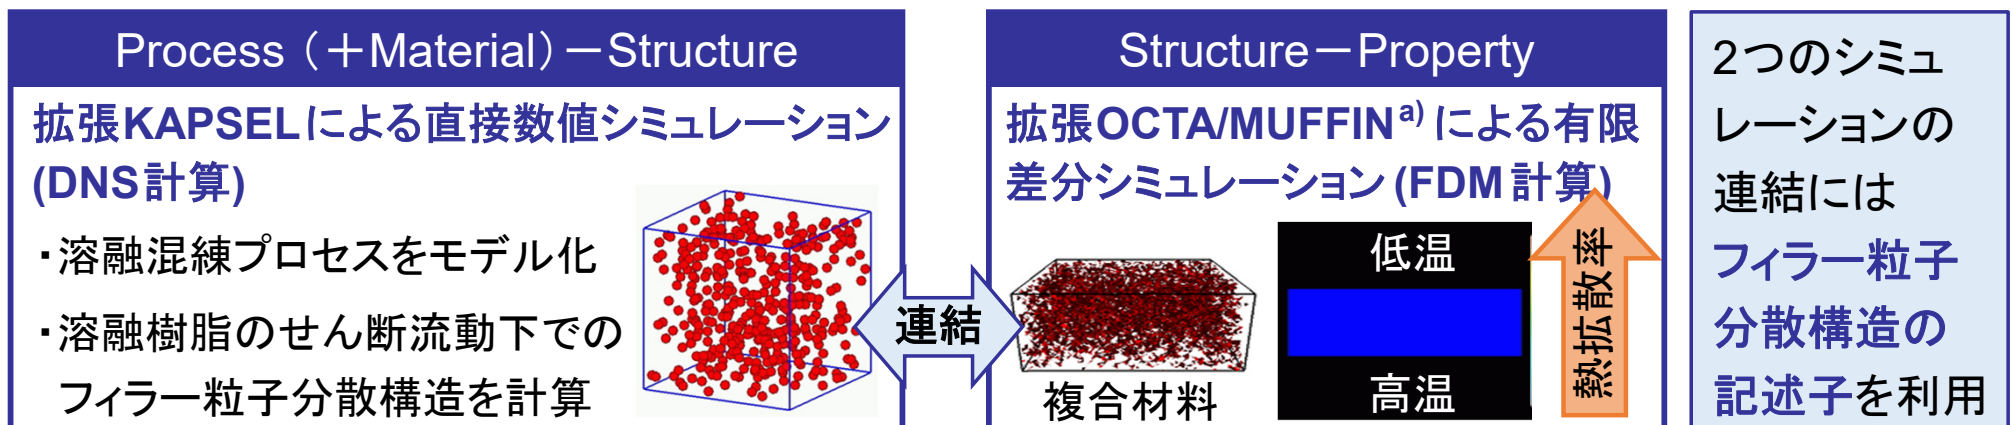 Process（＋Material）－Structure
拡張KAPSELによる直接数値シミュレーション
(DNS計算)
・溶融混練プロセスをモデル化
・溶融樹脂のせん断流動下での
フィラー粒子分散構造を計算
連結
Structure－Property
拡張OCTA/MUFFINa) による有限
差分シミュレーション (FDM 計算)
複合材料
低温
高温
熱拡散率
2つのシミュ
レーションの
連結には
フィラー粒子
分散構造の
記述子を利用